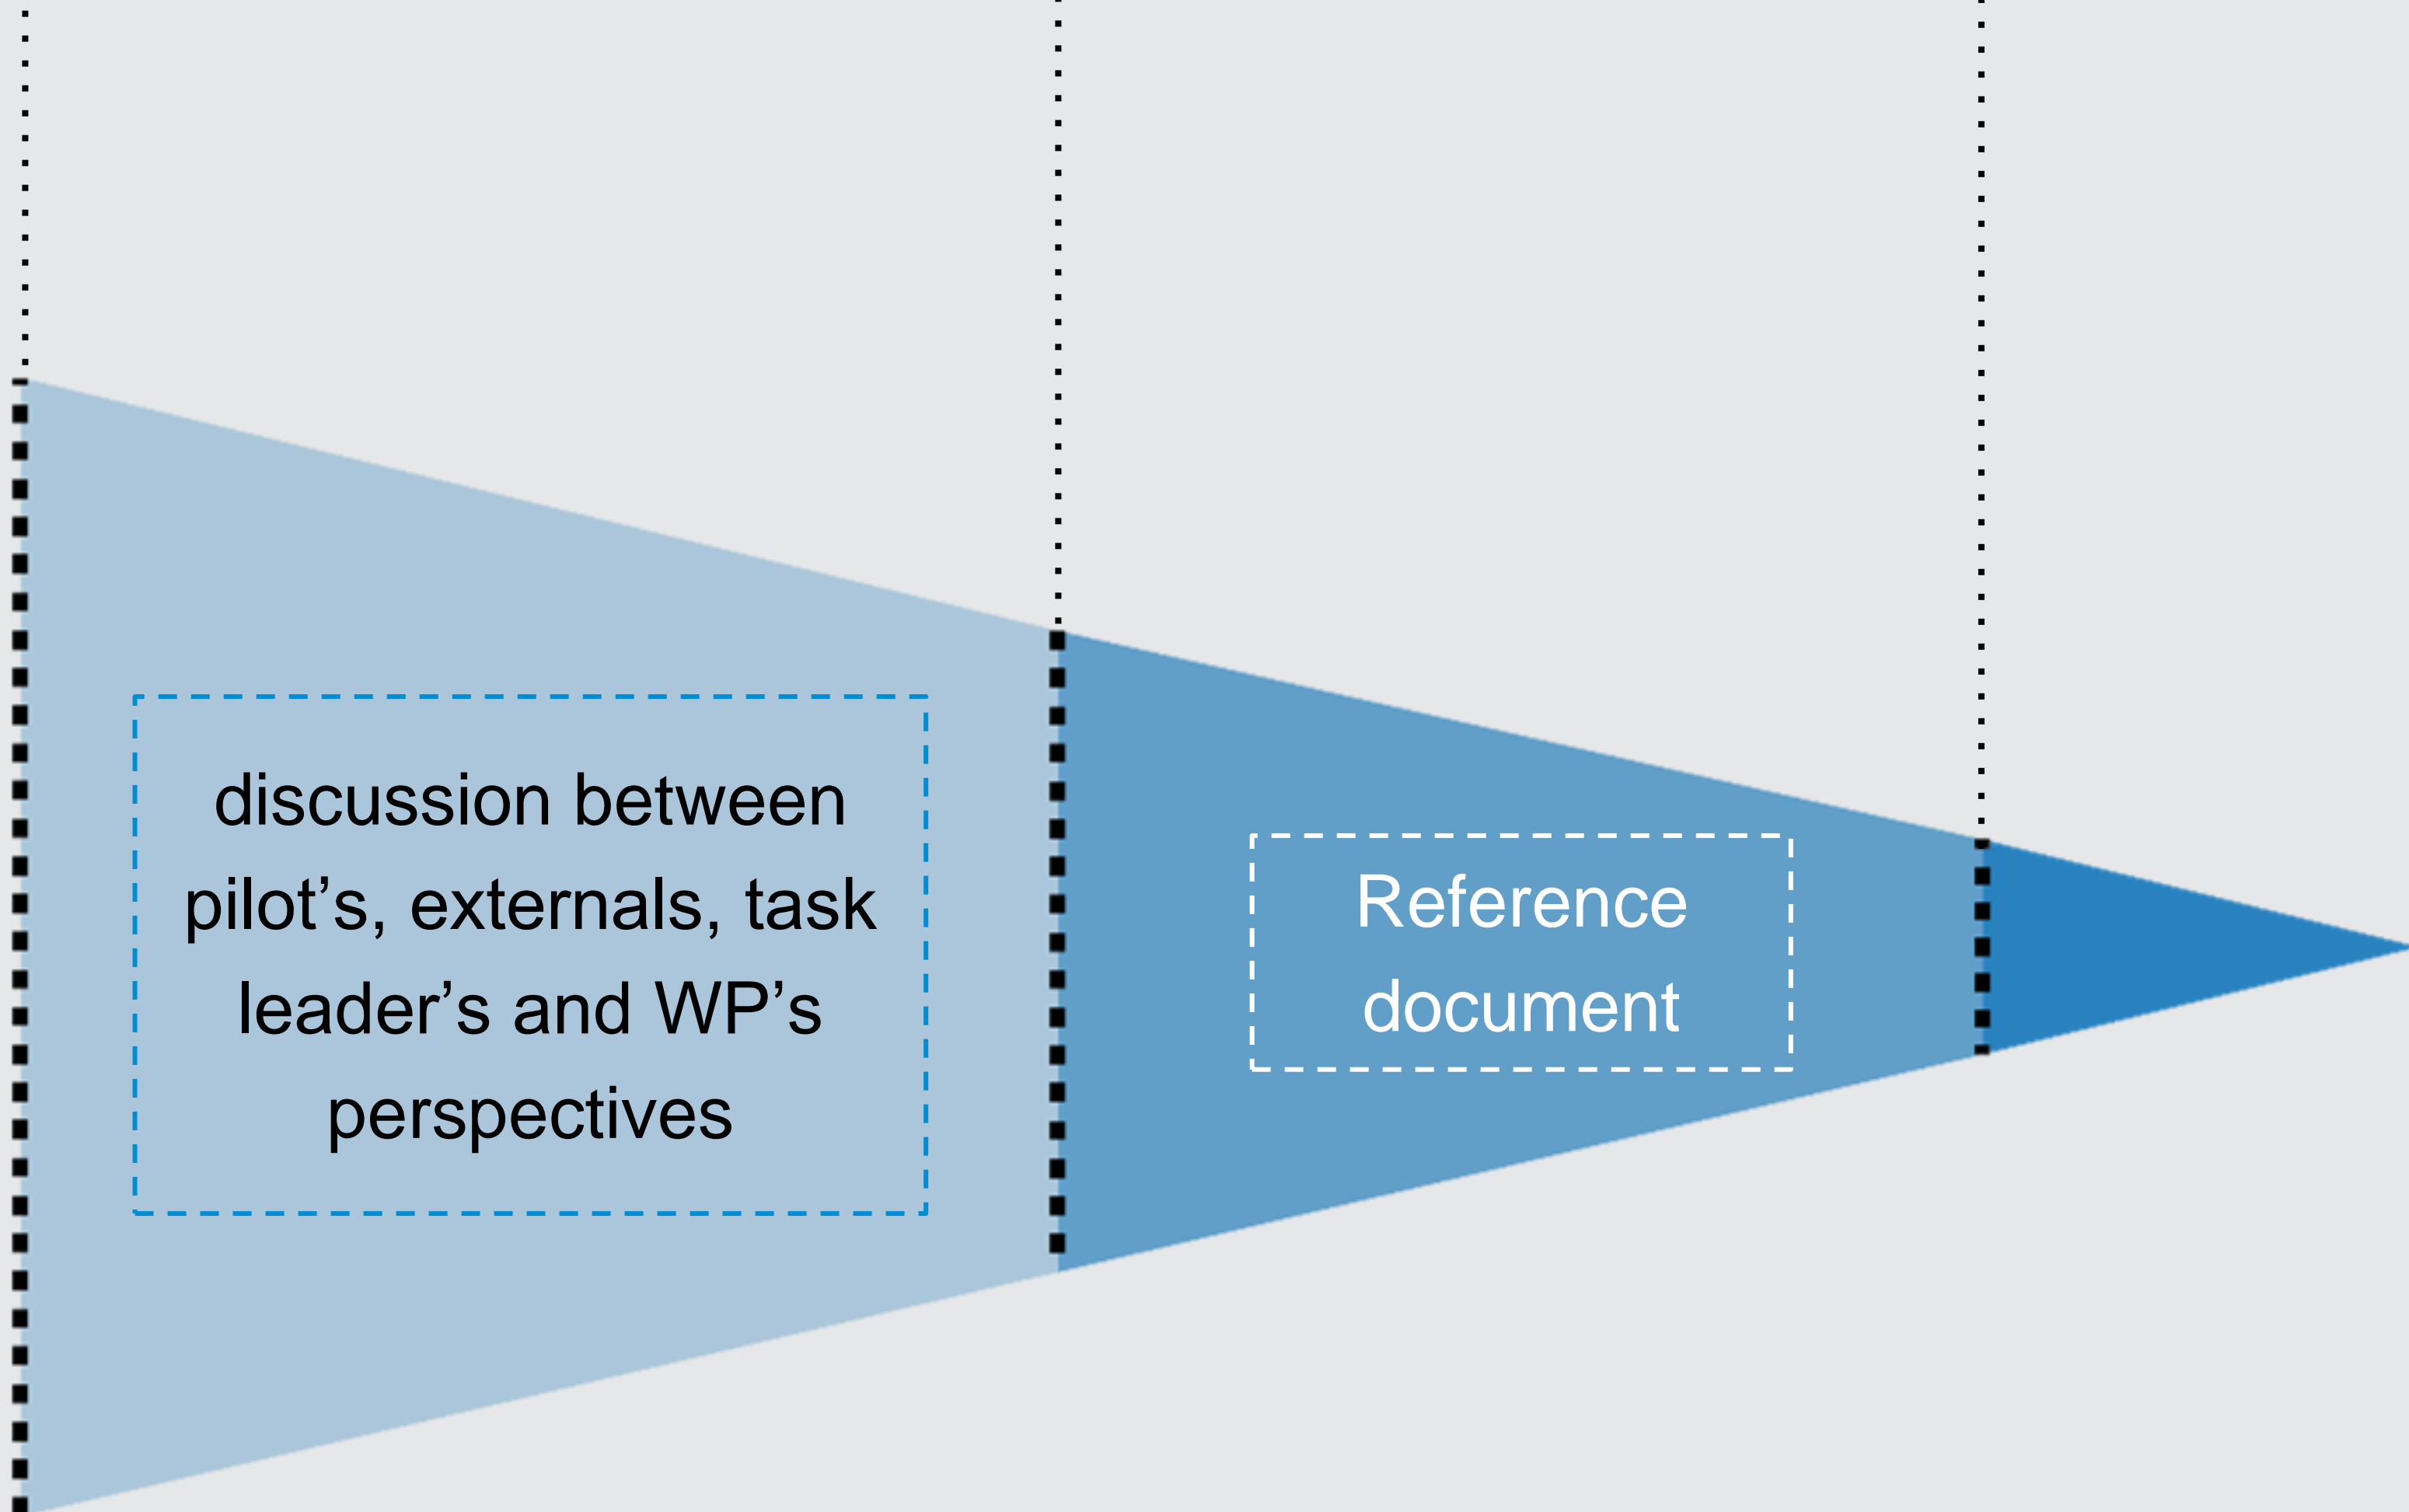 discussion between
pilot’s, externals, task
leader’s and WP’s
perspectives
Reference
document